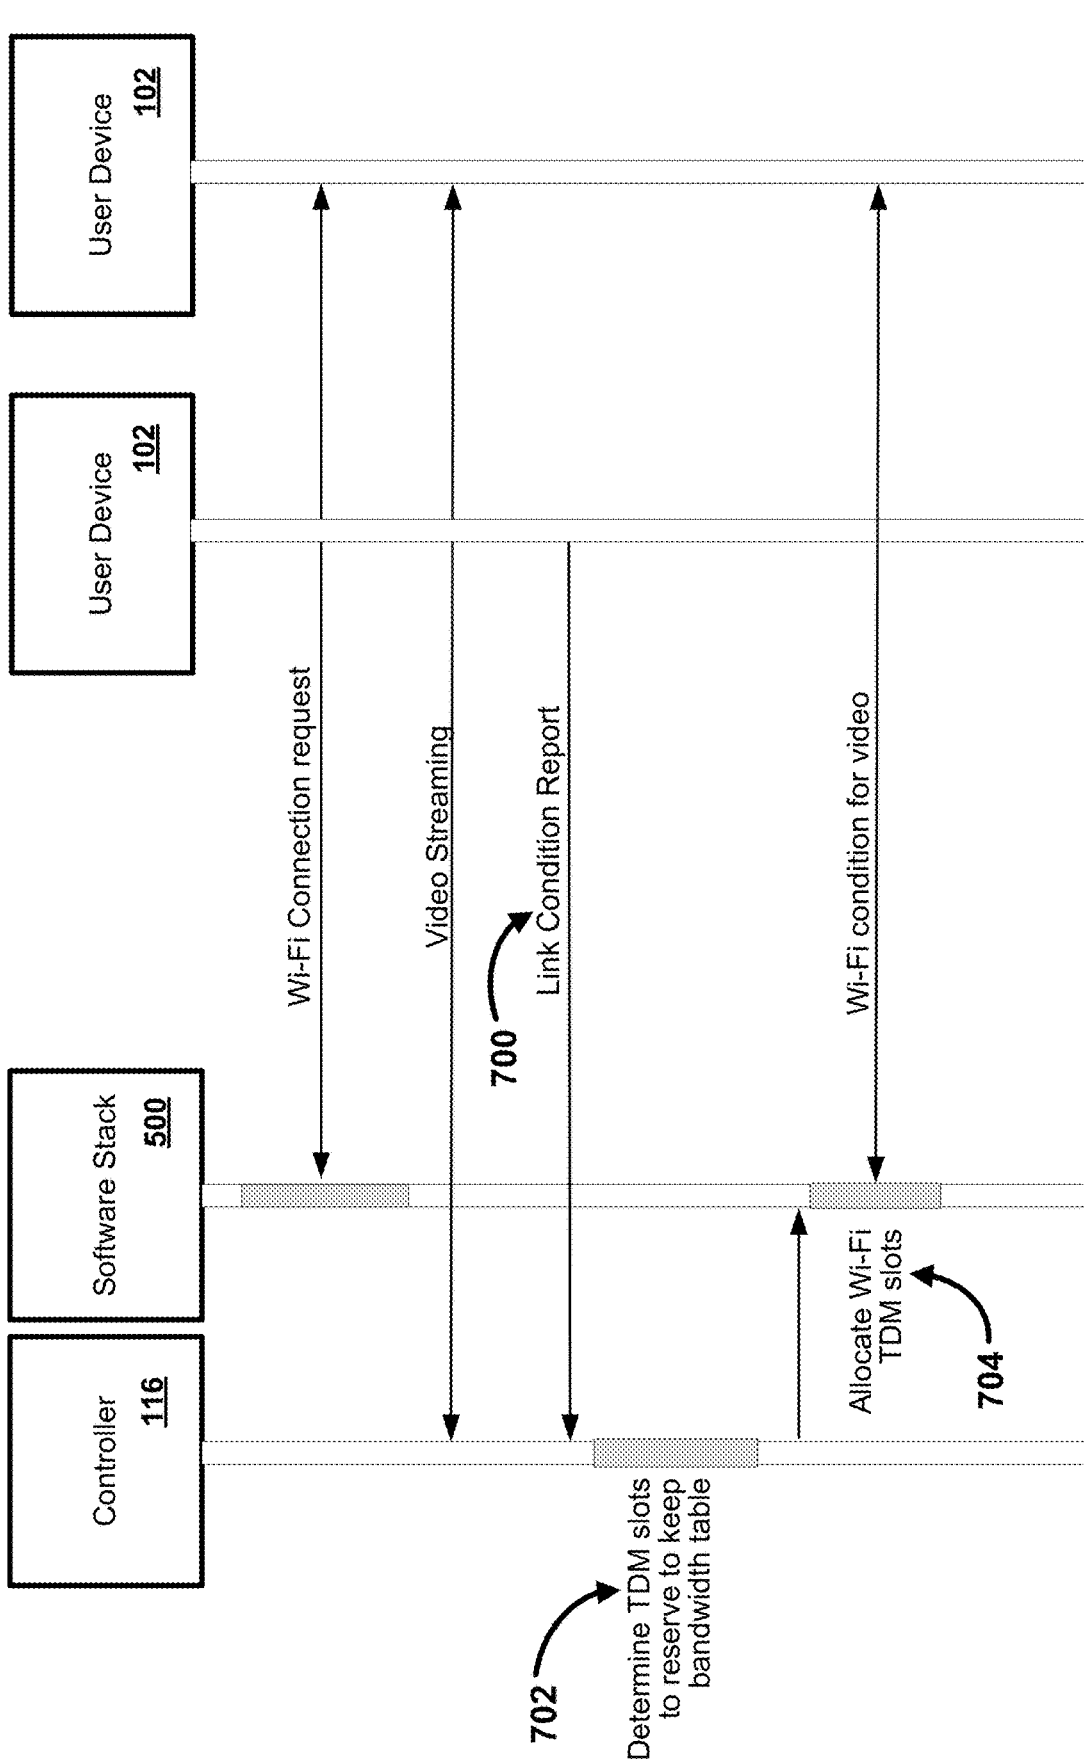 Controller
116
Software Stack
500
User Device
102
User Device
102
Wi-Fi Connection request
Video Streaming
700
Link Condition Report
702
Determine TDM slots
to reserve to keep
bandwidth table
Allocate Wi-Fi
TDM slots
704
Wi-Fi condition for video